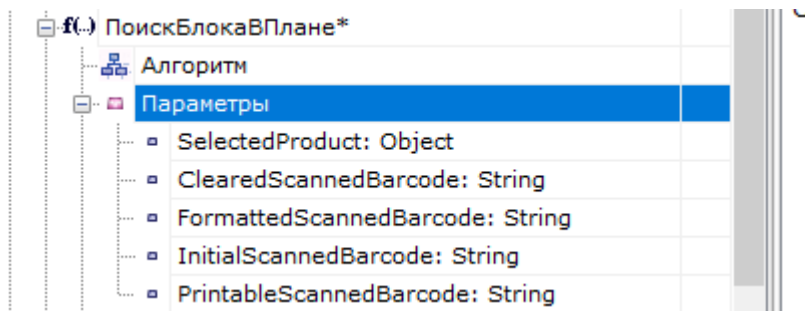 f(..) ПоискБлокаВПлане*
Алгоритм
Параметры
SelectedProduct: Object
ClearedScannedBarcode: String
FormattedScannedBarcode: String
InitialScannedBarcode: String
PrintableScannedBarcode: String